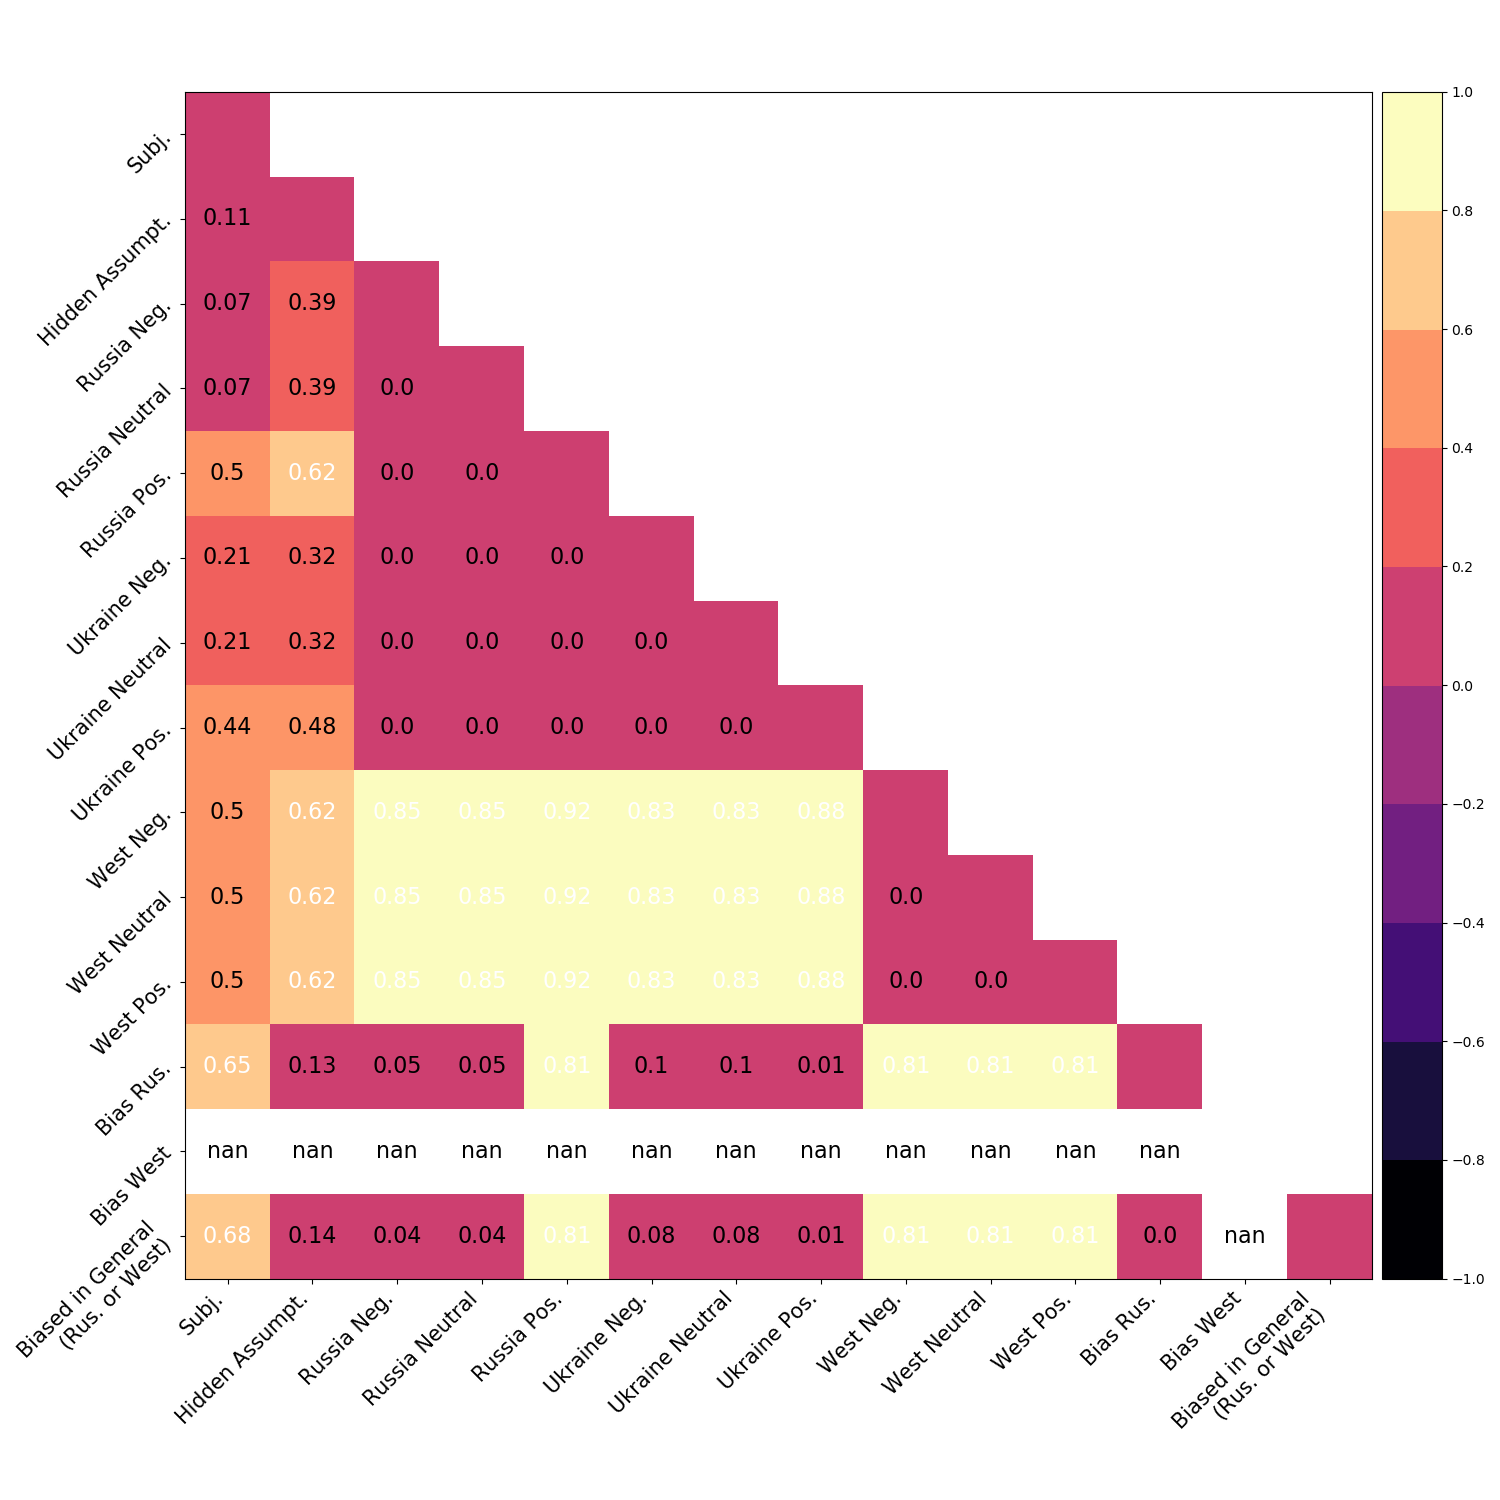 1.0
0.8
0.6
0.4
0.2
0.0
−0.2
−0.4
−0.6
−0.8
−1.0
Subj.
Hidden Assumpt. 0.11
Russia Neg. 0.07 0.39
Russia Neutral 0.07 0.39 0.0
Russia Pos. 0.5 0.62 0.0 0.0
Ukraine Neg. 0.21 0.32 0.0 0.0 0.0
Ukraine Neutral 0.21 0.32 0.0 0.0 0.0 0.0
Ukraine Pos. 0.44 0.48 0.0 0.0 0.0 0.0 0.0
West Neg. 0.5 0.62 0.85 0.85 0.92 0.83 0.83 0.88
West Neutral 0.5 0.62 0.85 0.85 0.92 0.83 0.83 0.88 0.0
West Pos. 0.5 0.62 0.85 0.85 0.92 0.83 0.83 0.88 0.0 0.0
Bias Rus. 0.65 0.13 0.05 0.05 0.81 0.1 0.1 0.01 0.81 0.81 0.81
Bias West nan nan nan nan nan nan nan nan nan nan nan nan
Biased in General
(Rus. or West) 0.68 0.14 0.04 0.04 0.81 0.08 0.08 0.01 0.81 0.81 0.81 0.0 nan
Subj.
Hidden Assumpt.
Russia Neg.
Russia Neutral
Russia Pos.
Ukraine Neg.
Ukraine Neutral
Ukraine Pos.
West Neg.
West Neutral
West Pos.
Bias Rus.
Bias West
Biased in General
(Rus. or West)